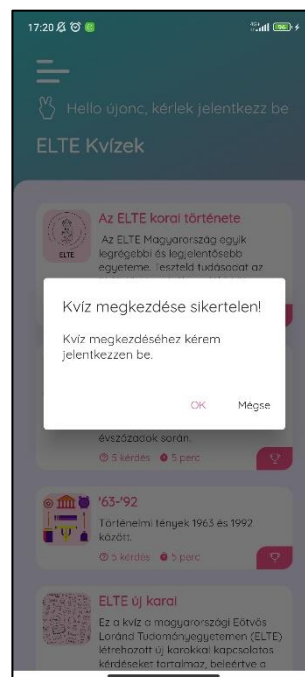 17:20
Hello újonc, kérlek jelentkezz be
ELTE Kvízek
Az ELTE korai története
Az ELTE Magyarország egyik
legrégebbi és legjelentősebb
egyeteme. Teszteld tudásodat az
ELTE
Kvíz megkezdése sikertelen!
Kvíz megkezdéséhez kérem
jelentkezzen be.
OK Mégse
évszázadok során.
5 kérdés 5 perc
'63-'92
Történelmi tények 1963 és 1992
között.
5 kérdés 5 perc
ELTE új karai
Ez a kvíz a magyarországi Eötvös
Loránd Tudományegyetemen (ELTE)
létrehozott új karokkal kapcsolatos
kérdéseket tartalmaz, beleértve a